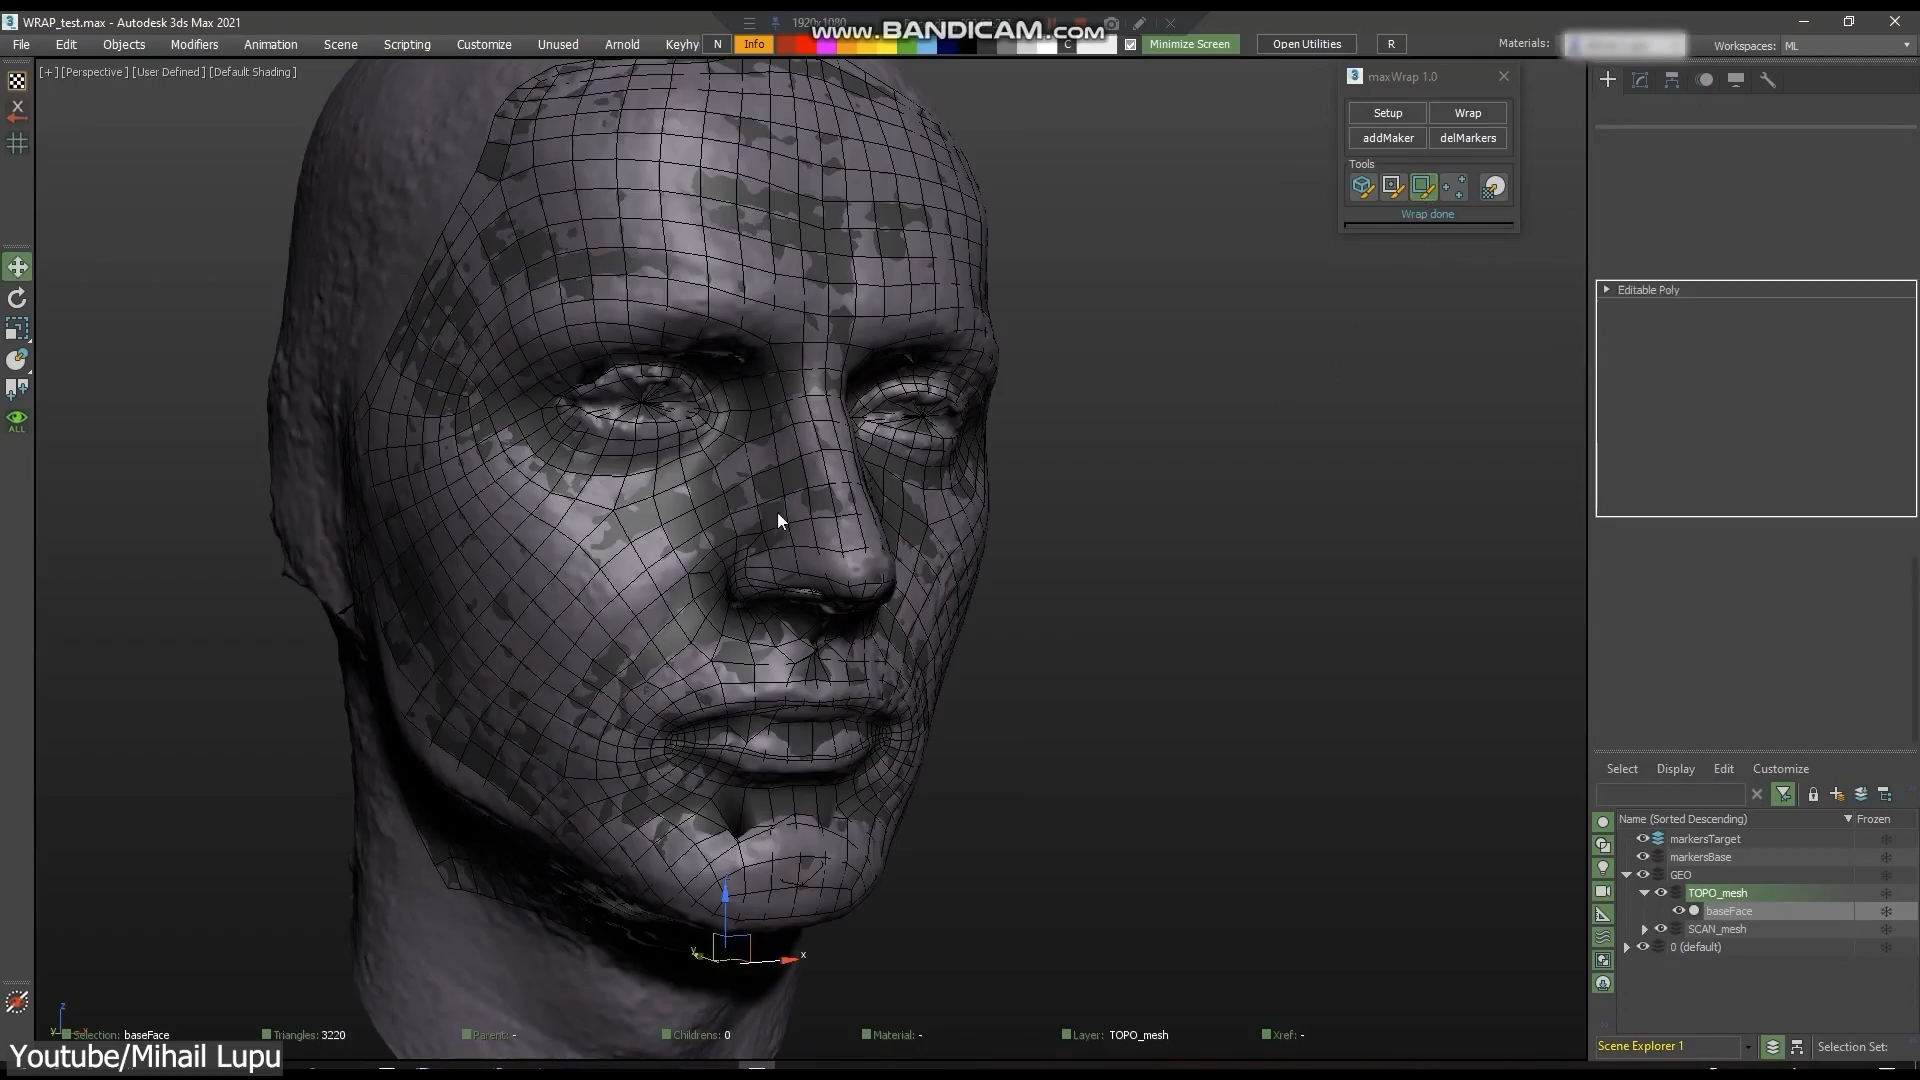 WRAP_test.max - Autodesk 3ds Max 2021
1920x1080
www.BANDICAM.com
File Edit Objects Modifiers Animation Scene Scripting Customize Unused Arnold Keyhy N Info C Minimize Screen Open Utilities R Materials: Workspaces: ML
[+] [Perspective] [User Defined] [Default Shading]
3 maxWrap 1.0
Setup Wrap
addMaker delMarkers
Tools
Wrap done
Editable Poly
ALL
Select Display Edit Customize
Name (Sorted Descending) Frozen
markersTarget
markersBase
GEO
TOPO_mesh
baseFace
SCAN_mesh
0 (default)
y x
z
y x
Selection: baseFace Triangles: 3220 Parent: - Childrens: 0 Material: - Layer: TOPO_mesh Xref: -
Scene Explorer 1 Selection Set:
Youtube/Mihail Lupu